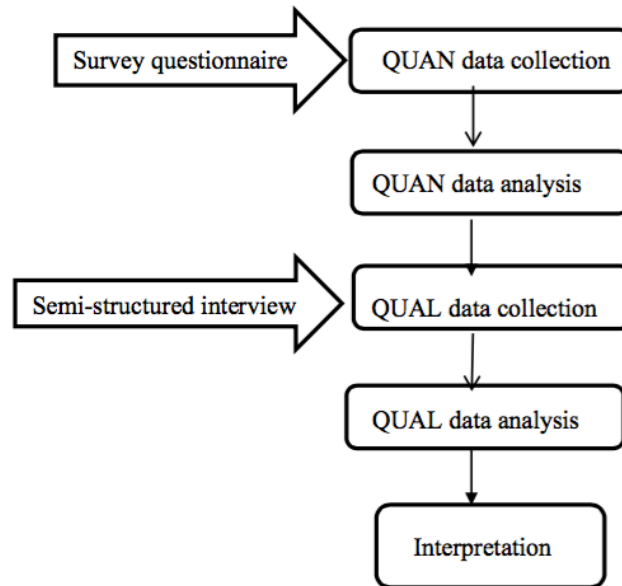 Survey questionnaire
QUAN data collection
QUAN data analysis
Semi-structured interview
QUAL data collection
QUAL data analysis
Interpretation